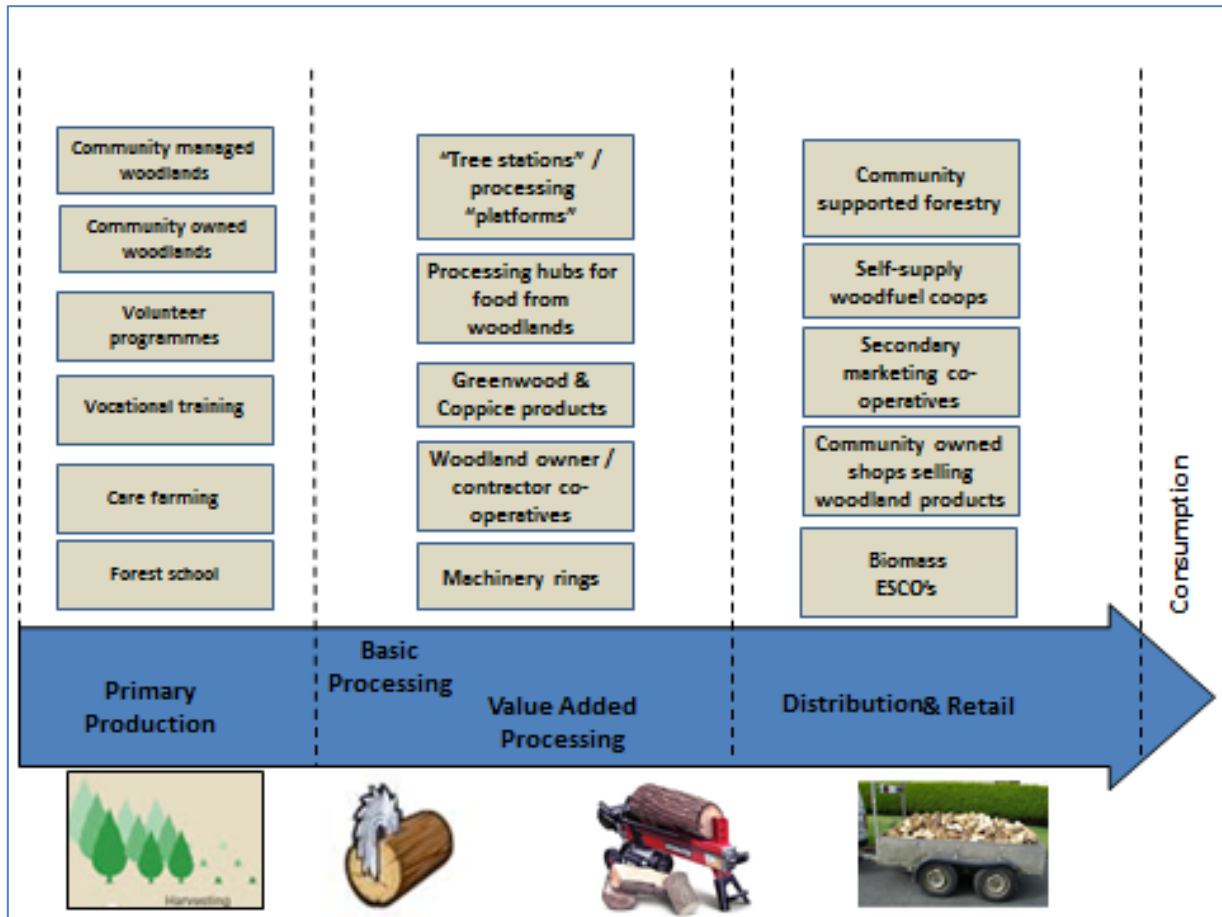 Community managed
woodlands
Community owned
woodlands
Volunteer
programmes
Vocational training
Care farming
Forest school
“Tree stations” /
processing
“platforms”
Processing hubs for
food from
woodlands
Greenwood &
Coppice products
Woodland owner /
contractor co-
operatives
Machinery rings
Community
supported forestry
Self-supply
woodfuel coops
Secondary
marketing co-
operatives
Community owned
shops selling
woodland products
Biomass
ESCO's
Consumption
Primary
Production
Basic
Processing
Value Added
Processing
Distribution& Retail
Harvesting